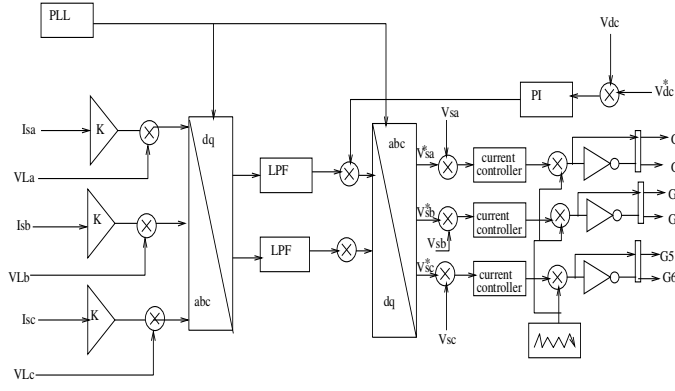 PLL
Vdc
V*dc
PI
Isa
K
VLa
dq
abc
LPF
Vsa
abc
dq
V*sa
current
controller
G
G
Isb
K
VLb
LPF
V*sb
Vsb
current
controller
G
G
Isc
K
VLc
V*sc
Vsc
current
controller
G5
G6